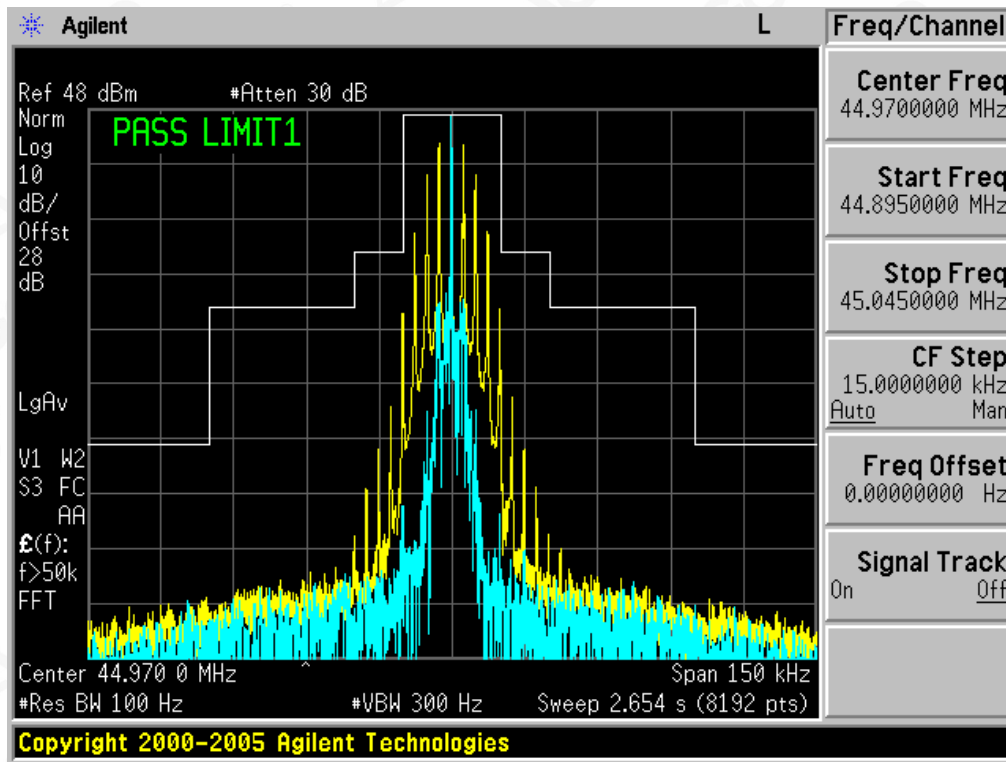 Agilent
L
Freq/Channel
Ref 48 dBm #Atten 30 dB
Norm
Log
10
dB/
Offst
28
dB
LgAv
V1 W2
S3 FC
AA
£(f):
f>50k
FFT
PASS LIMIT1
Center 44.970 0 MHz ^ Span 150 kHz
#Res BW 100 Hz #VBW 300 Hz Sweep 2.654 s (8192 pts)
Copyright 2000-2005 Agilent Technologies
Center Freq
44.9700000 MHz
Start Freq
44.8950000 MHz
Stop Freq
45.0450000 MHz
CF Step
15.0000000 kHz
Auto Man
Freq Offset
0.00000000 Hz
Signal Track
On Off